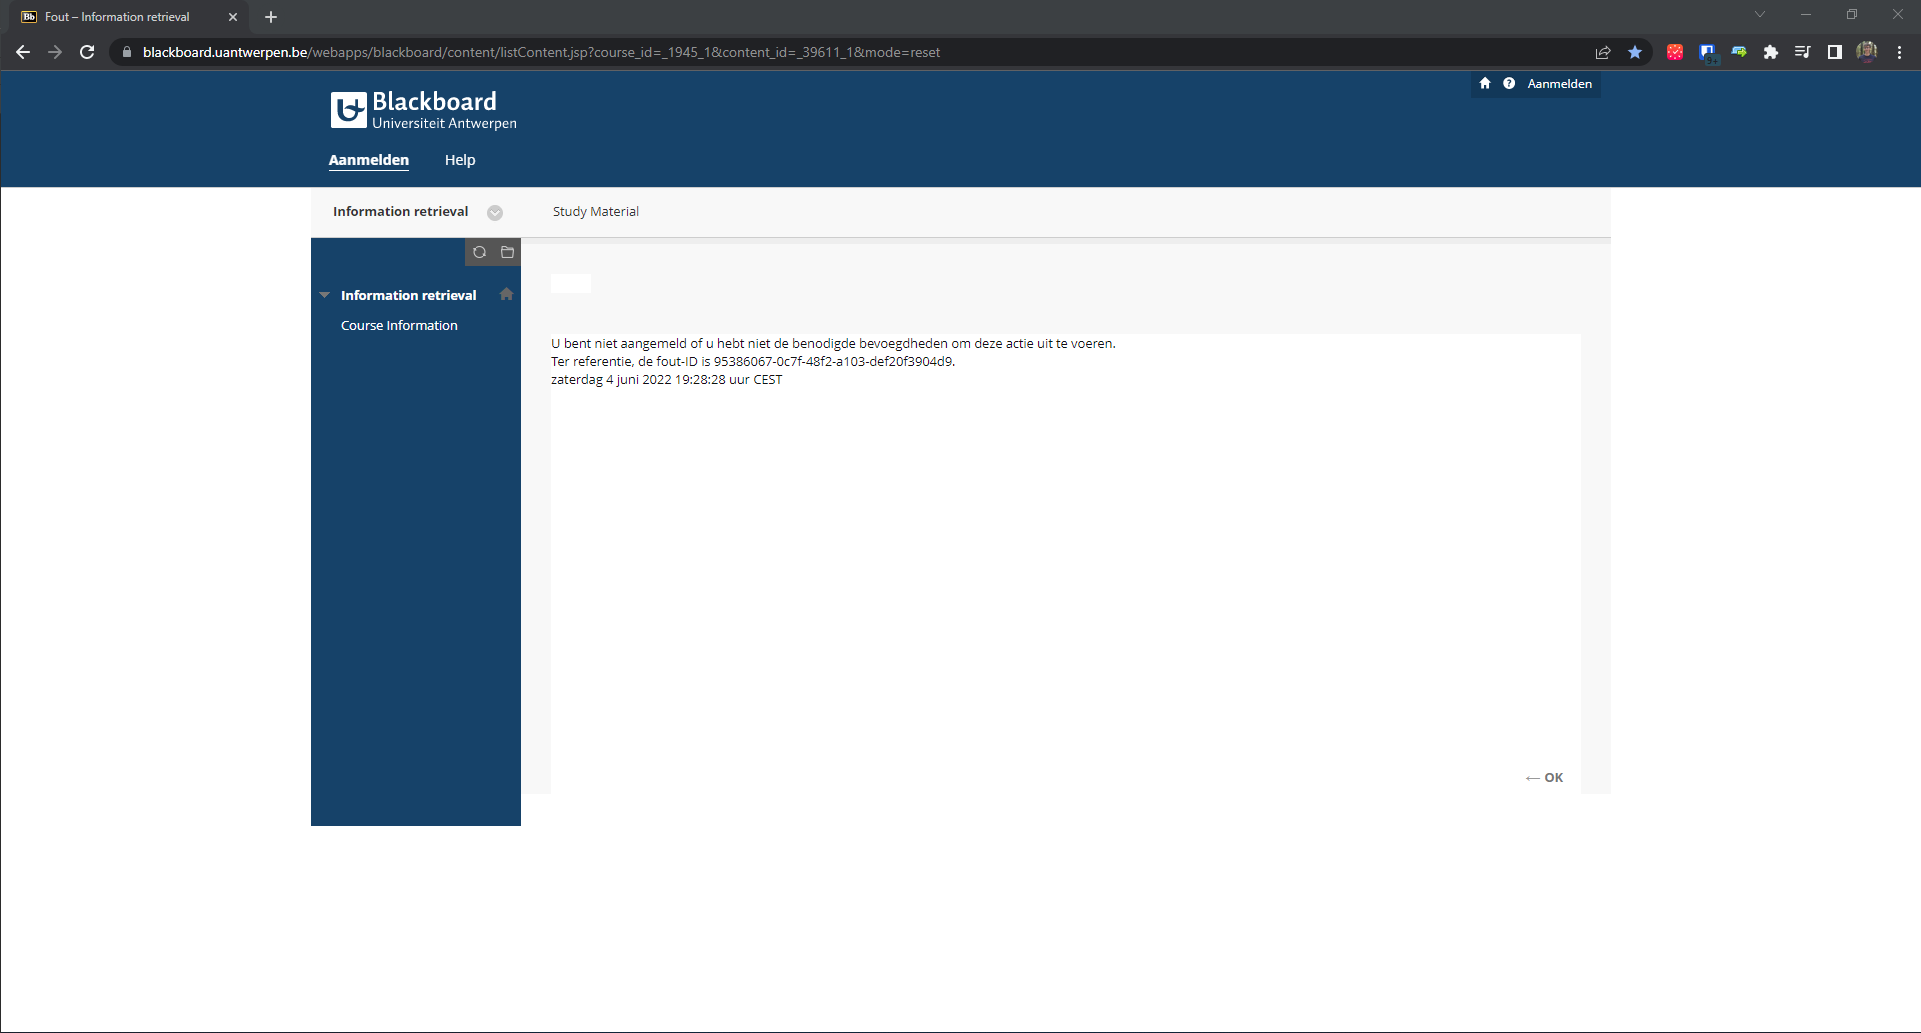 Bb Fout – Information retrieval
blackboard.uantwerpen.be/webapps/blackboard/content/listContent.jsp?course_id=_1945_1&content_id=_39611_1&mode=reset
9+
Aanmelden
Blackboard
Universiteit Antwerpen
Aanmelden Help
Information retrieval Study Material
Information retrieval
Course Information
U bent niet aangemeld of u hebt niet de benodigde bevoegdheden om deze actie uit te voeren.
Ter referentie, de fout-ID is 95386067-0c7f-48f2-a103-def20f3904d9.
zaterdag 4 juni 2022 19:28:28 uur CEST
← OK